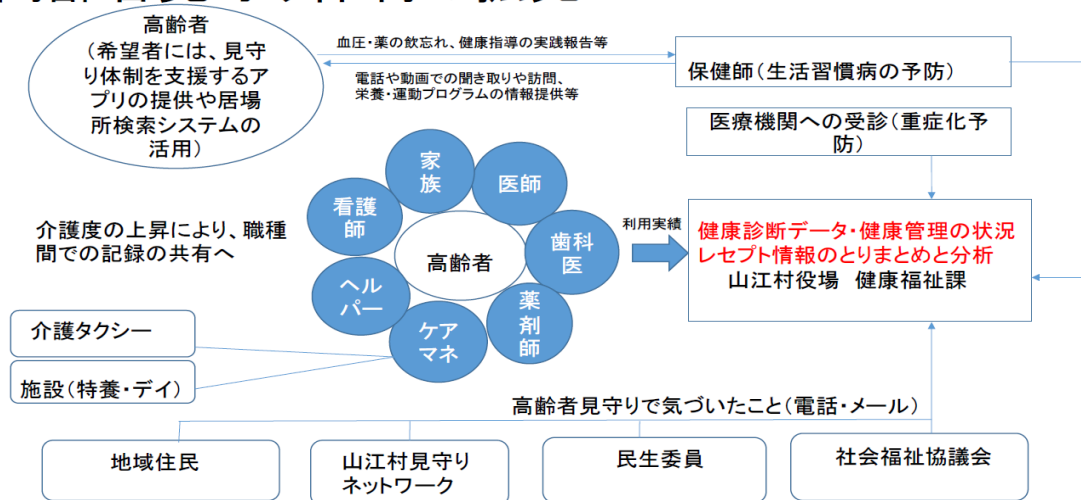 高齢者
（希望者には、見守
り体制を支援するア
プリの提供や居場
所検索システムの
活用）
血圧・薬の飲忘れ、健康指導の実践報告等
電話や動画での聞き取りや訪問、
栄養・運動プログラムの情報提供等
保健師（生活習慣病の予防）
医療機関への受診（重症化予
防）
家
族
医師
看護
師
歯科
医
高齢者
ヘル
パー
薬
剤
師
ケア
マネ
利用実績
健康診断データ・健康管理の状況
レセプト情報のとりまとめと分析
山江村役場　健康福祉課
介護度の上昇により、職種
間での記録の共有へ
介護タクシー
施設（特養・デイ）
高齢者見守りで気づいたこと（電話・メール）
地域住民
山江村見守り
ネットワーク
民生委員
社会福祉協議会